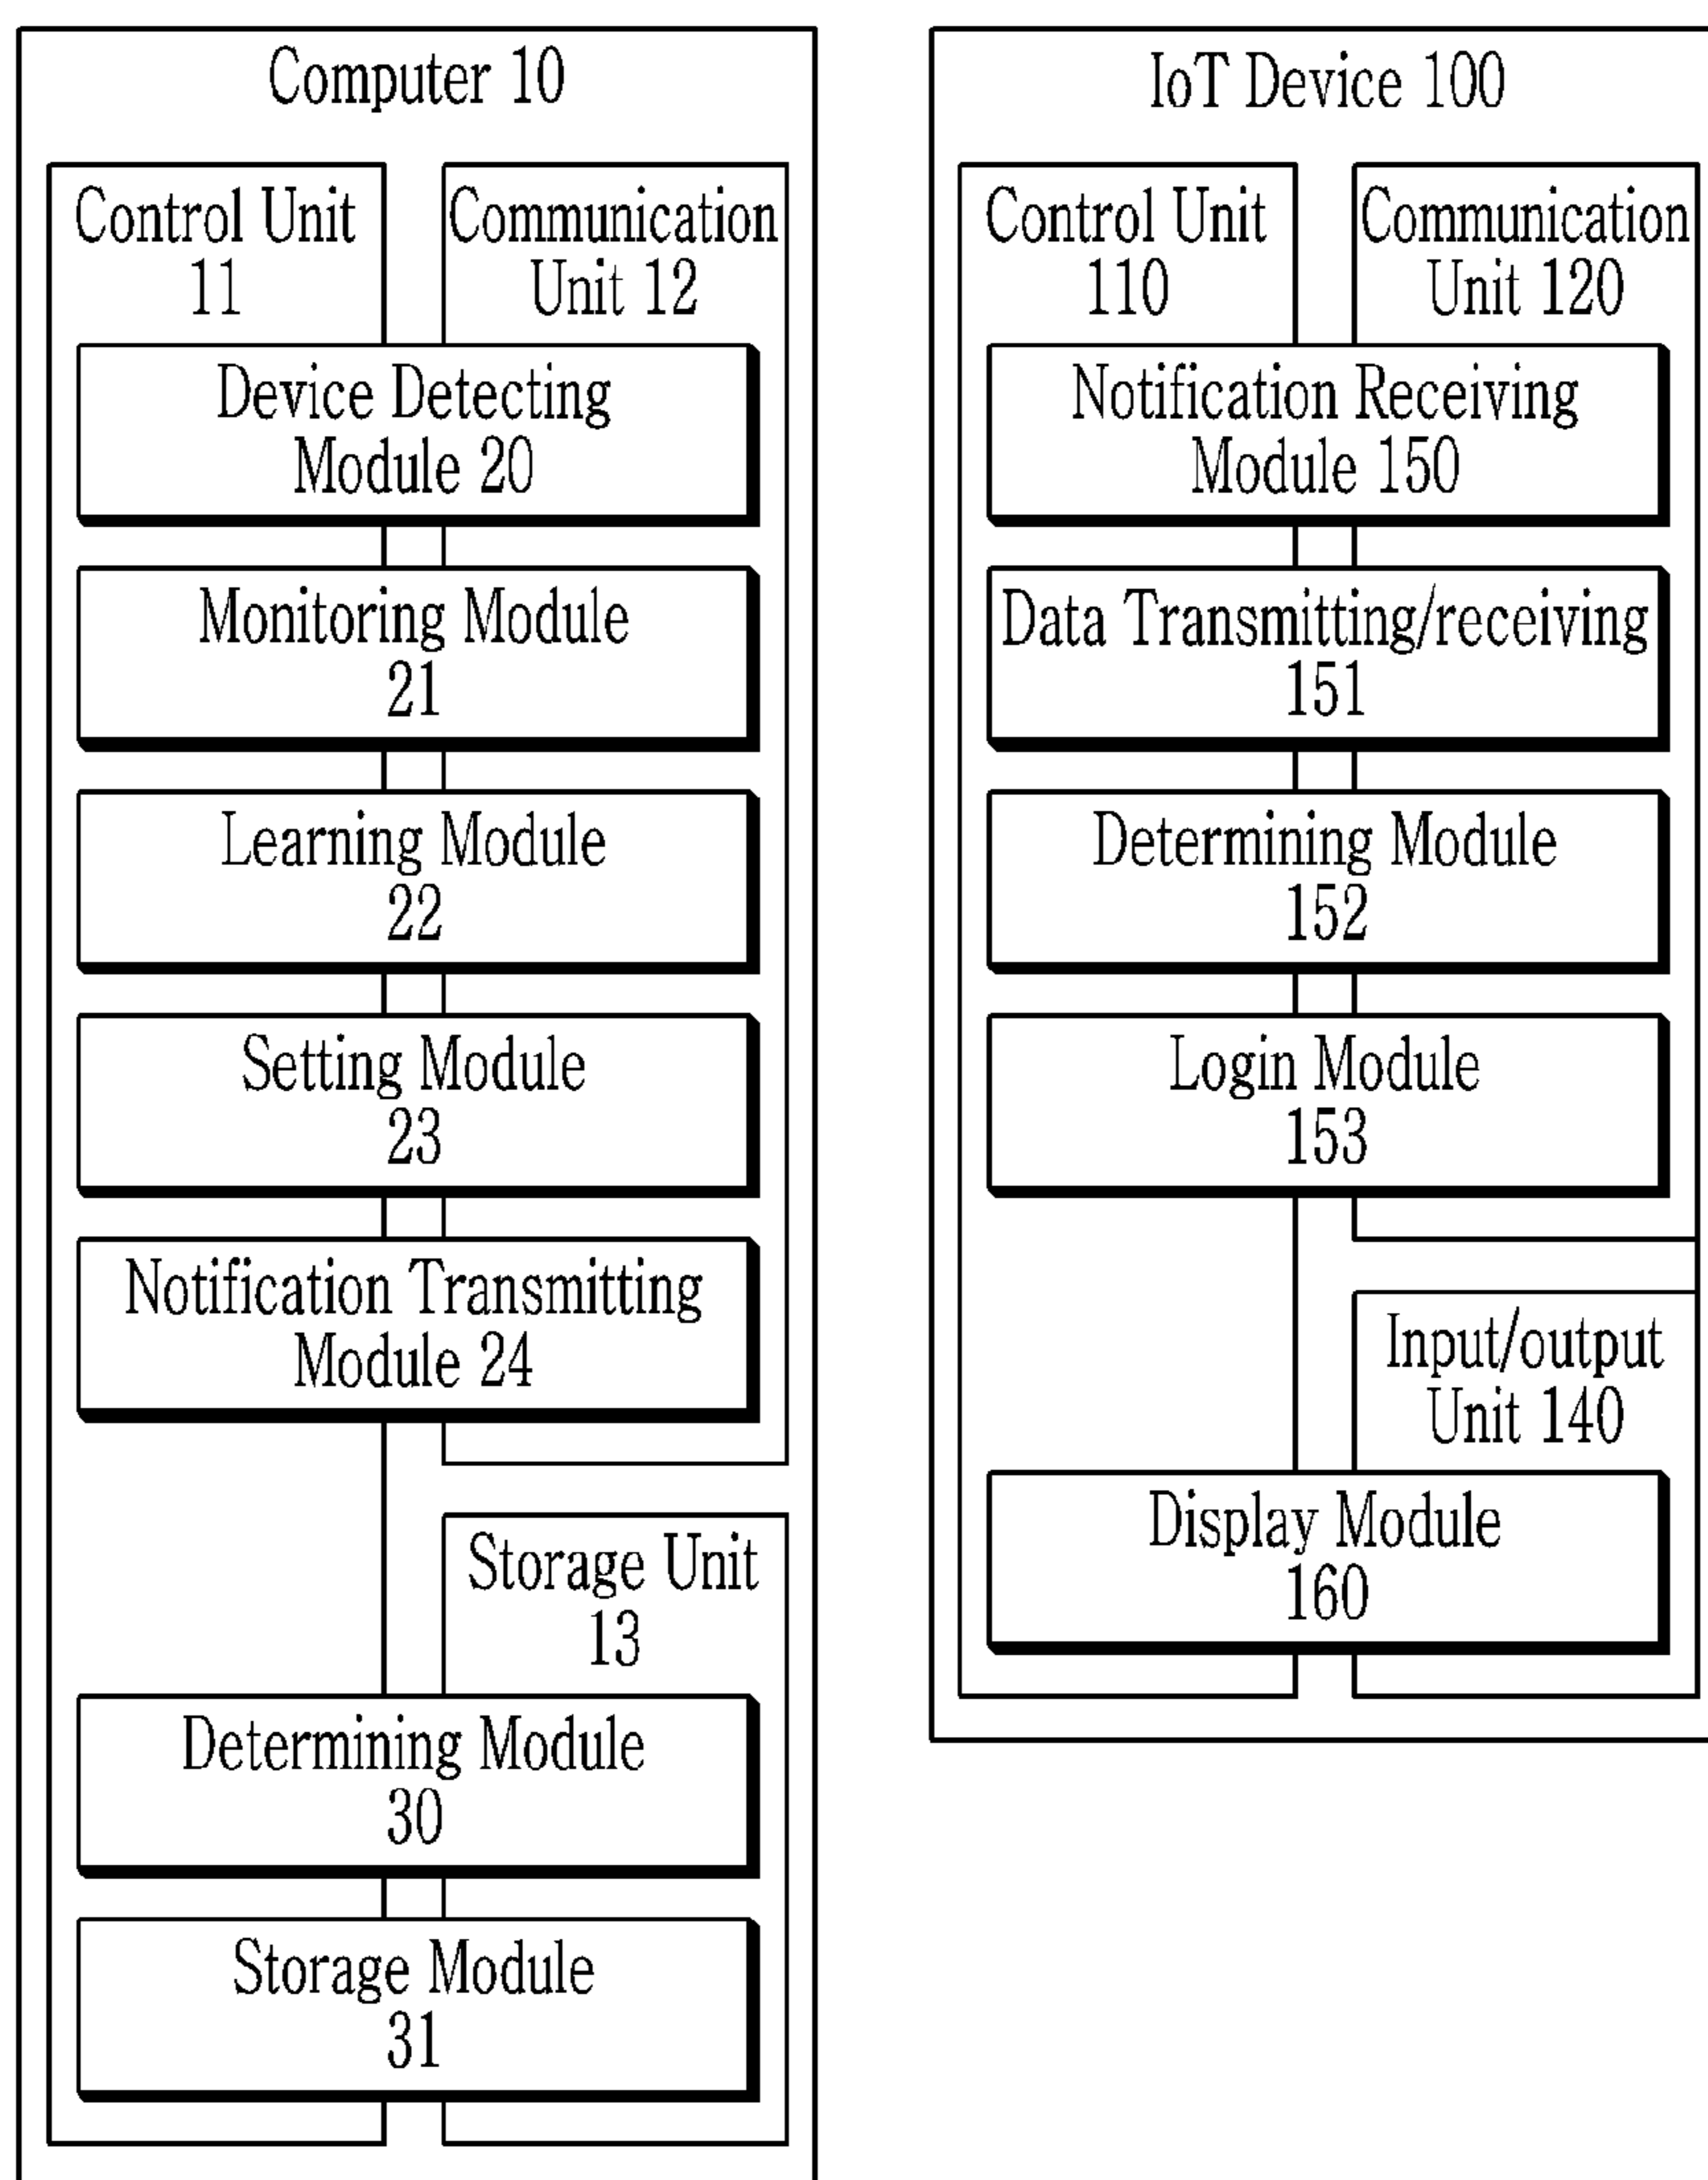 Computer 10
Control Unit
11
Communication
Unit 12
Device Detecting
Module 20
Monitoring Module
21
Learning Module
22
Setting Module
23
Notification Transmitting
Module 24
Storage Unit
13
Determining Module
30
Storage Module
31
IoT Device 100
Control Unit
110
Communication
Unit 120
Notification Receiving
Module 150
Data Transmitting/receiving
151
Determining Module
152
Login Module
153
Input/output
Unit 140
Display Module
160